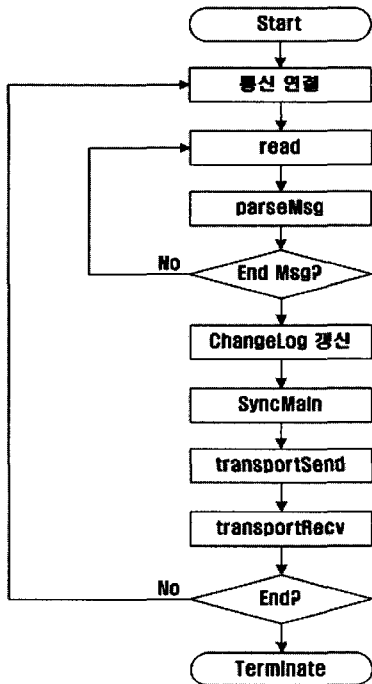 Start
통신 연결
read
parseMsg
No
End Msg?
ChangeLog 갱신
SyncMain
transportSend
transportRecv
No
End?
Terminate